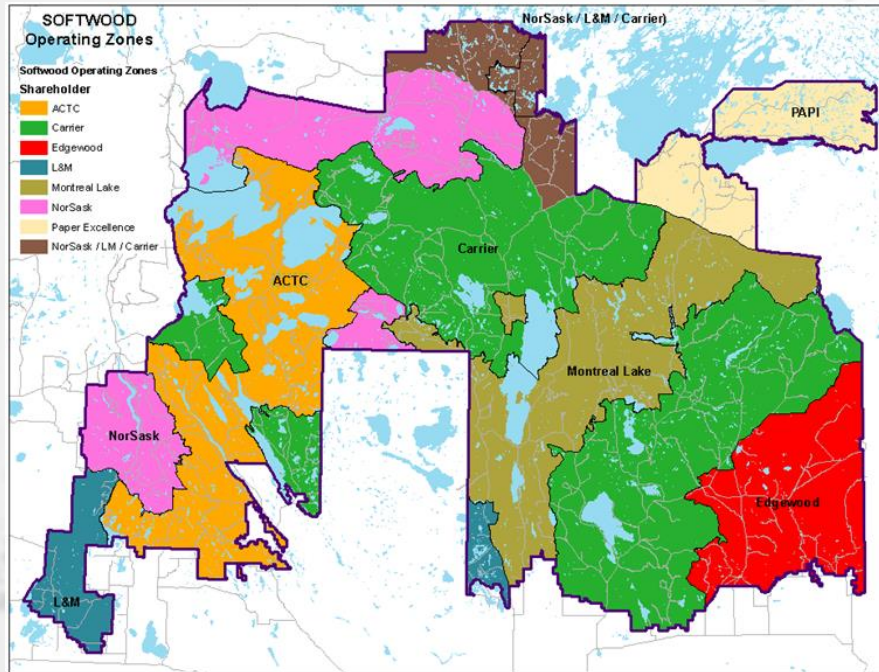 SOFTWOOD
Operating Zones
Softwood Operating Zones
Shareholder
ACTC
Carrier
Edgewood
L&M
Montreal Lake
NorSask
Paper Excellence
NorSask / LM / Carrier
NorSask / L&M / Carrier)
PAPI
Carrier
ACTC
Montreal Lake
NorSask
Edgewood
L&M